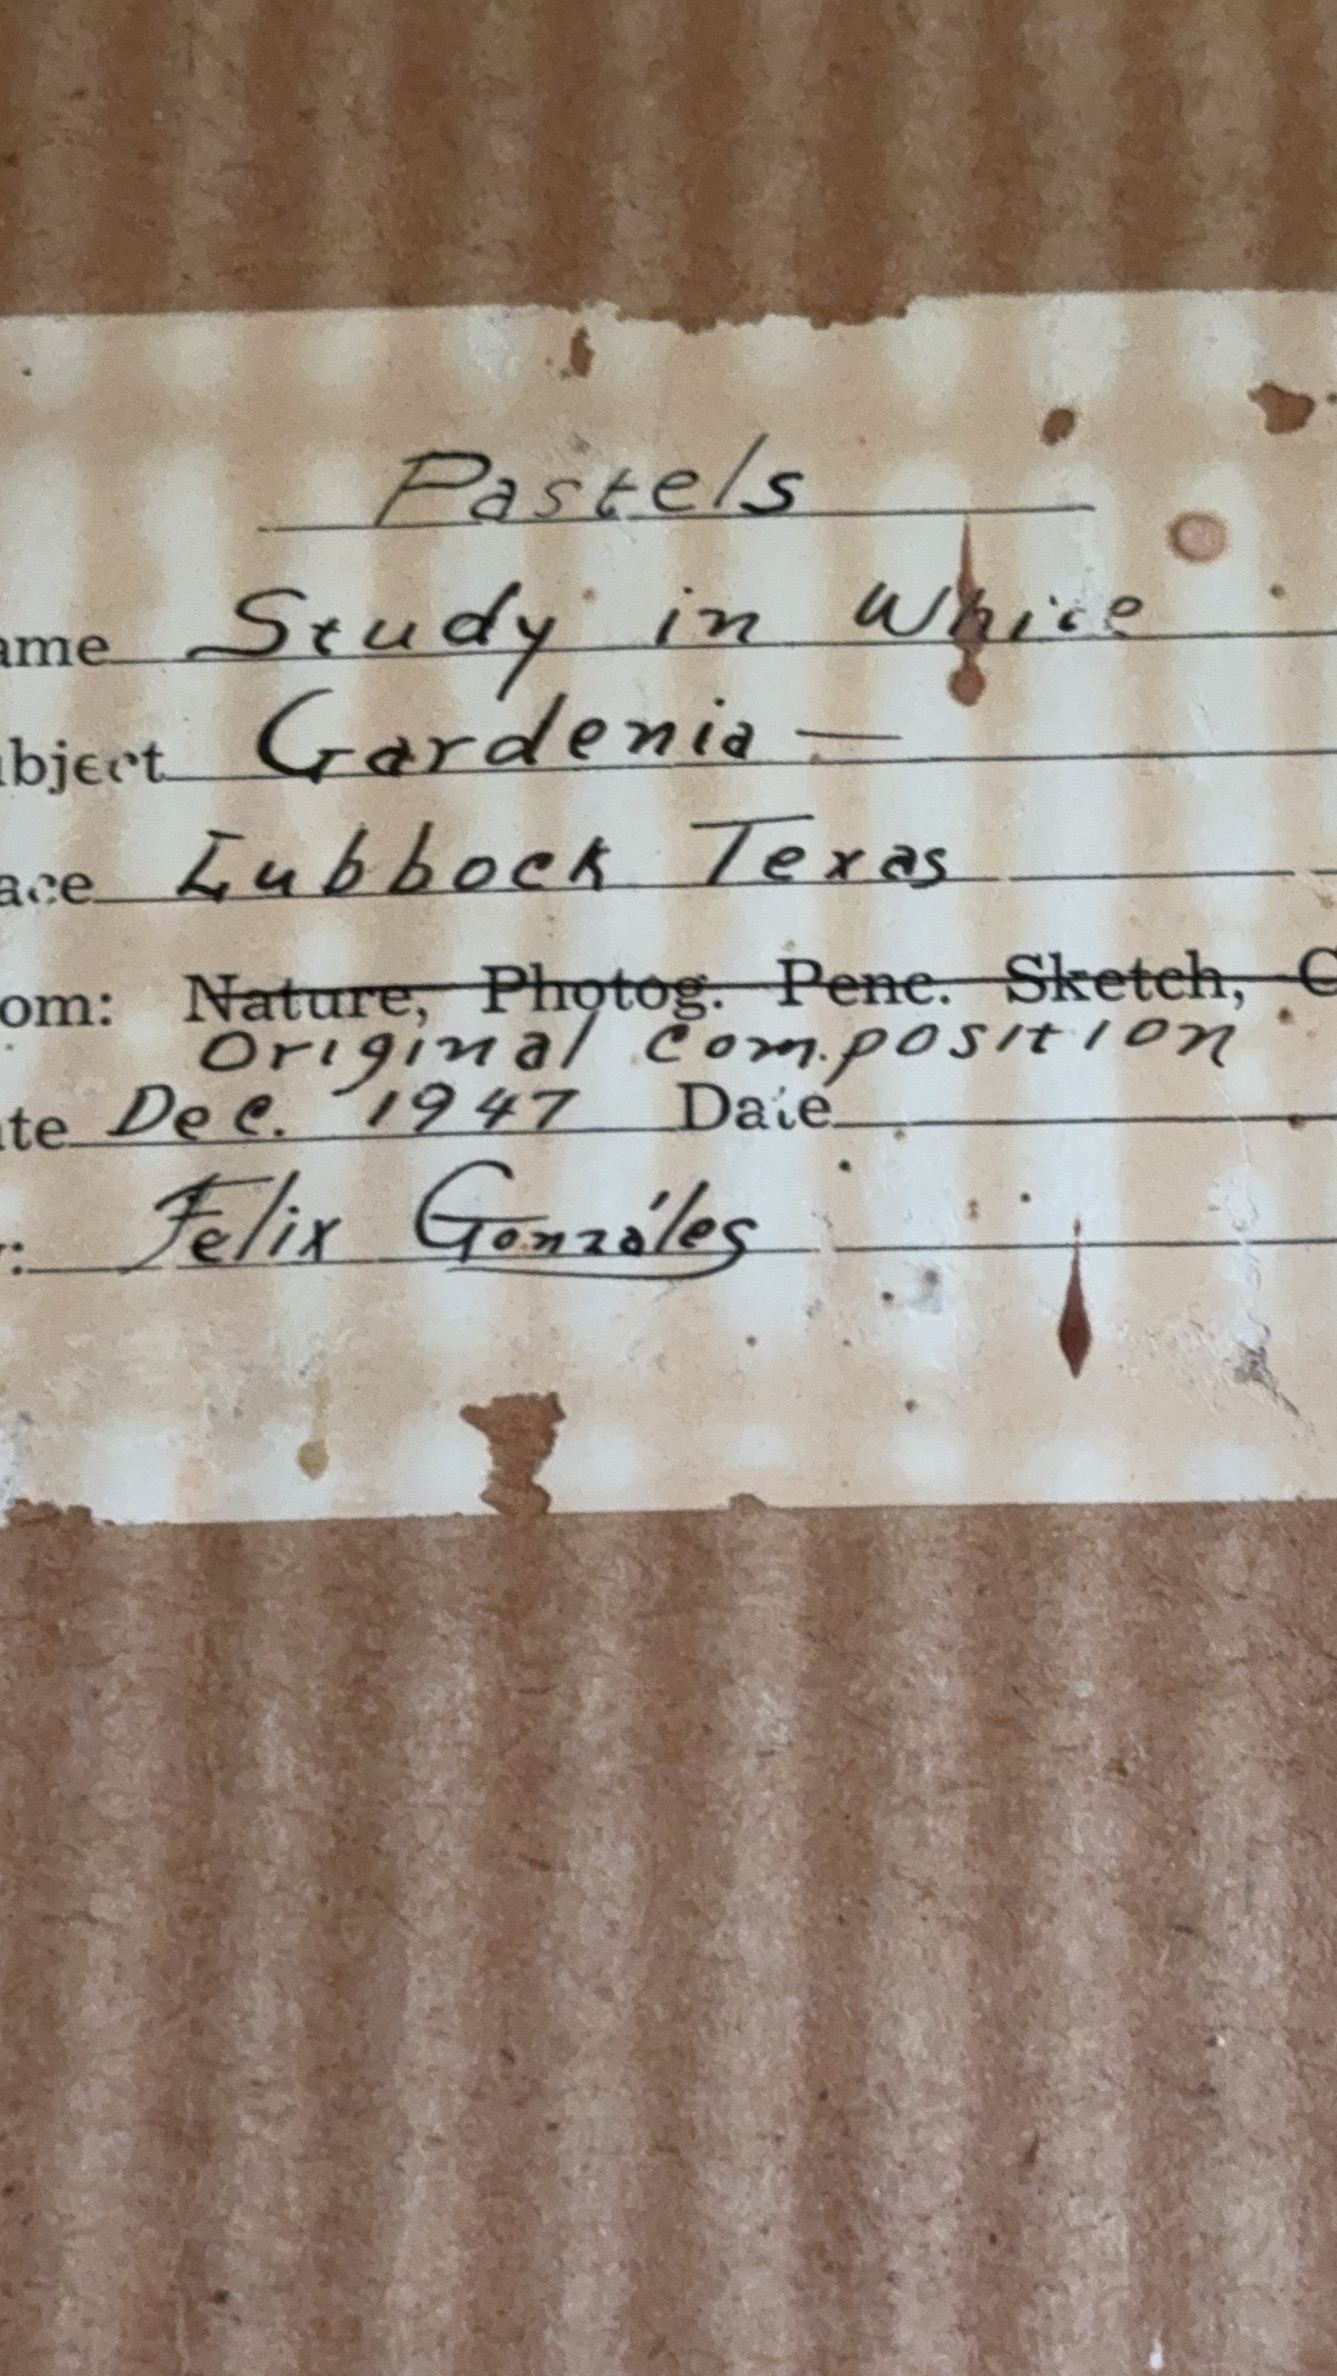 Pastels
ame Study in White
bject Gardenia —
ace Lubbock Texas
om: Nature, Photog. Penc. Sketch, C
Original composition
te Dec. 1947 Date
: Felix Gonzáles